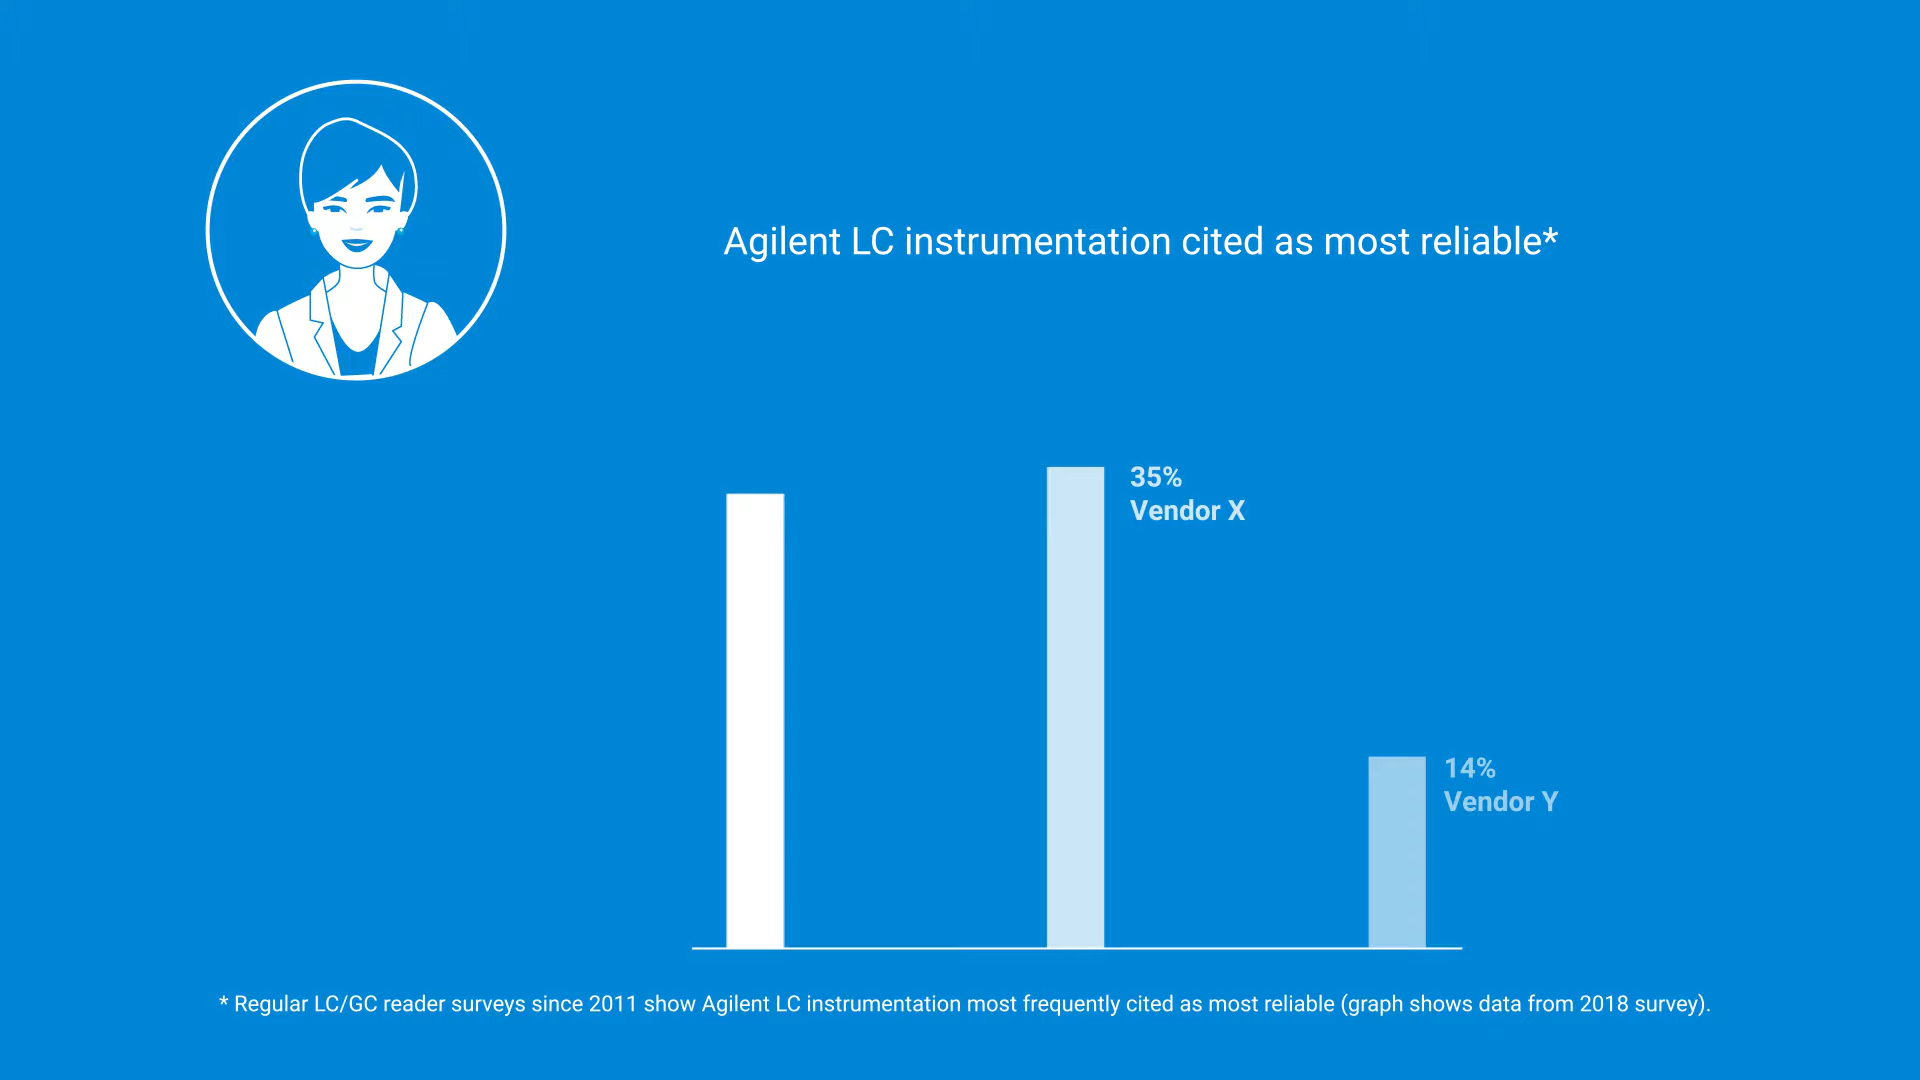 Agilent LC instrumentation cited as most reliable*
35%
Vendor X
14%
Vendor Y
* Regular LC/GC reader surveys since 2011 show Agilent LC instrumentation most frequently cited as most reliable (graph shows data from 2018 survey).